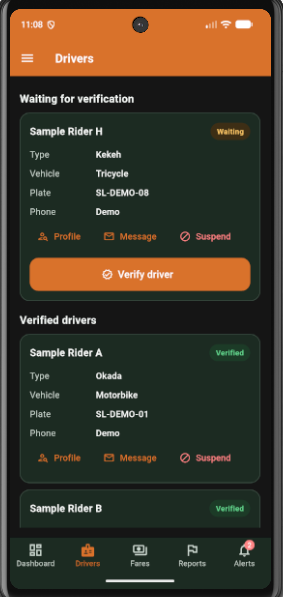 11:08
Drivers
Waiting for verification
Sample Rider H Waiting
Type Kekeh
Vehicle Tricycle
Plate SL-DEMO-08
Phone Demo
Profile Message Suspend
Verify driver
Verified drivers
Sample Rider A Verified
Type Okada
Vehicle Motorbike
Plate SL-DEMO-01
Phone Demo
Profile Message Suspend
Sample Rider B Verified
2
Dashboard Drivers Fares Reports Alerts